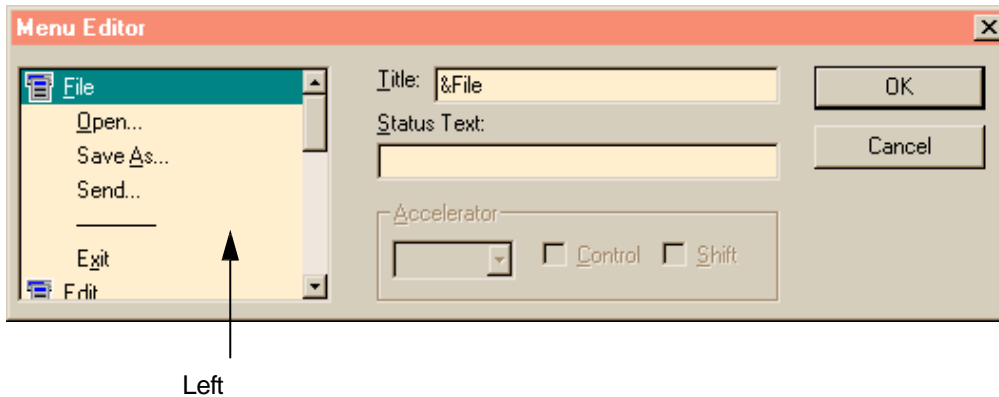 Menu Editor
File
Open...
Save As...
Send...
Exit
Edit
Title: &File
Status Text:
Accelerator
Control Shift
OK
Cancel
Left